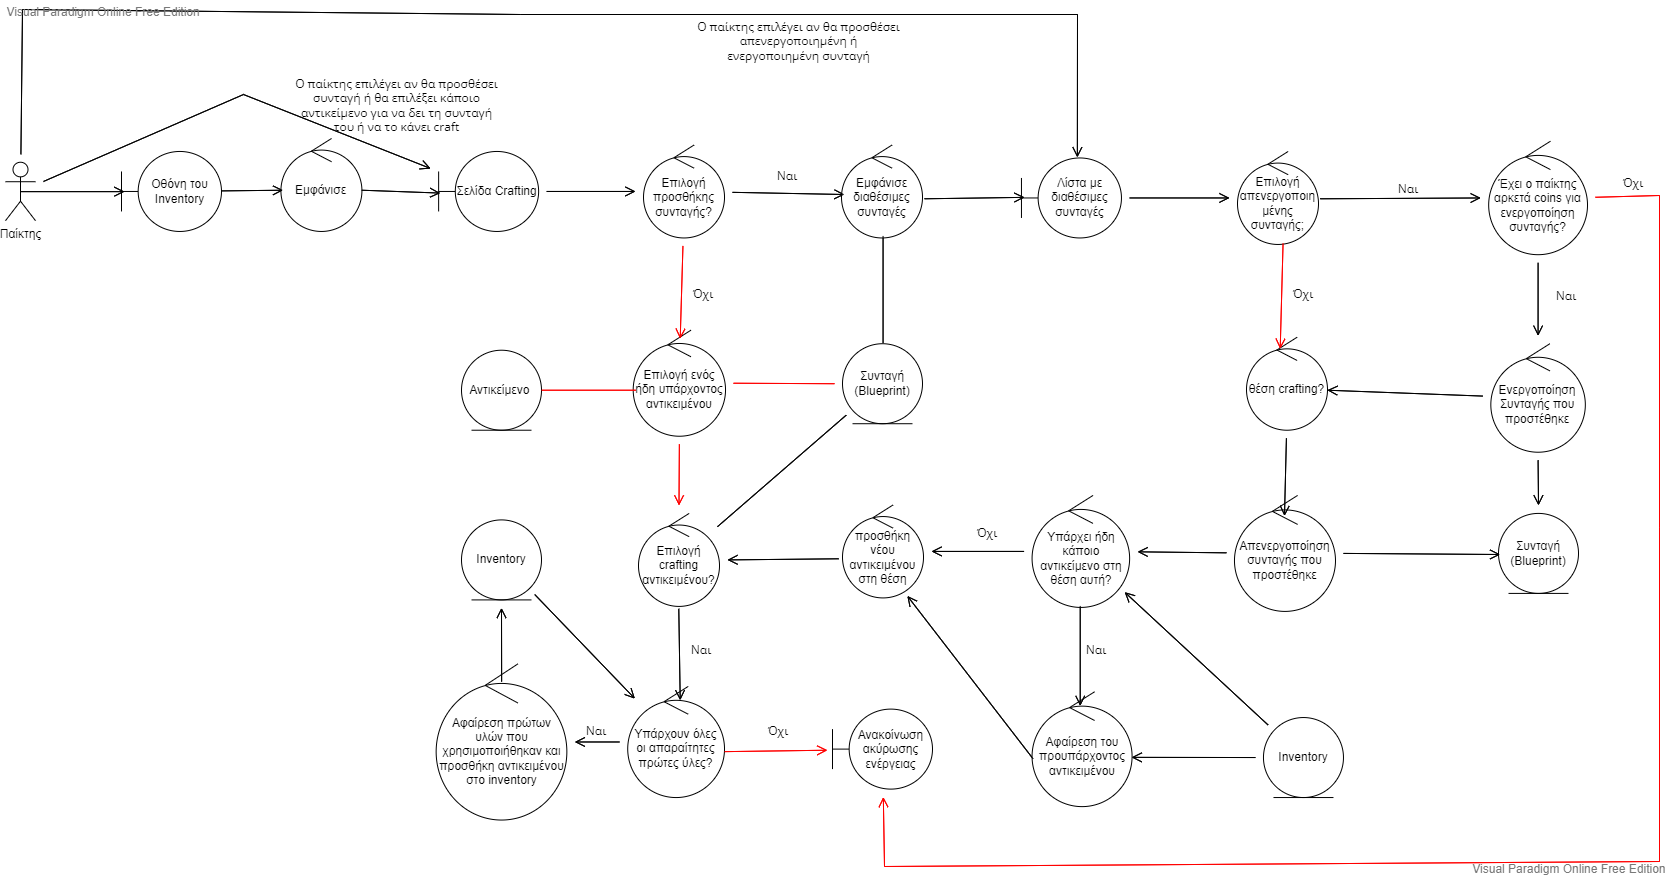 Visual Paradigm Online Free Edition
Ο παίκτης επιλέγει αν θα προσθέσει
απενεργοποιημένη ή
ενεργοποιημένη συνταγή
Ο παίκτης επιλέγει αν θα προσθέσει
συνταγή ή θα επιλέξει κάποιο
αντικείμενο για να δει τη συνταγή
του ή να το κάνει craft
Παίκτης
Οθόνη του
Inventory
Εμφάνισε
Σελίδα Crafting
Επιλογή
προσθήκης
συνταγής?
Ναι
Εμφάνισε
διαθέσιμες
συνταγές
Λίστα με
διαθέσιμες
συνταγές
Επιλογή
απενεργοποιη
μένης
συνταγής;
Ναι
Έχει ο παίκτης
αρκετά coins για
ενεργοποίηση
συνταγής?
Όχι
Όχι
Όχι
Ναι
Αντικείμενο
Επιλογή ενός
ήδη υπάρχοντος
αντικειμένου
Συνταγή
(Blueprint)
θέση crafting?
Ενεργοποίηση
Συνταγής που
προστέθηκε
Inventory
Επιλογή
crafting
αντικειμένου?
προσθήκη
νέου
αντικειμένου
στη θέση
Όχι
Υπάρχει ήδη
κάποιο
αντικείμενο στη
θέση αυτή?
Απενεργοποίηση
συνταγής που
προστέθηκε
Συνταγή
(Blueprint)
Ναι
Ναι
Αφαίρεση πρώτων
υλών που
χρησιμοποιήθηκαν και
προσθήκη αντικειμένου
στο inventory
Ναι
Υπάρχουν όλες
οι απαραίτητες
πρώτες ύλες?
Όχι
Ανακοίνωση
ακύρωσης
ενέργειας
Αφαίρεση του
προυπάρχοντος
αντικειμένου
Inventory
Visual Paradigm Online Free Edition